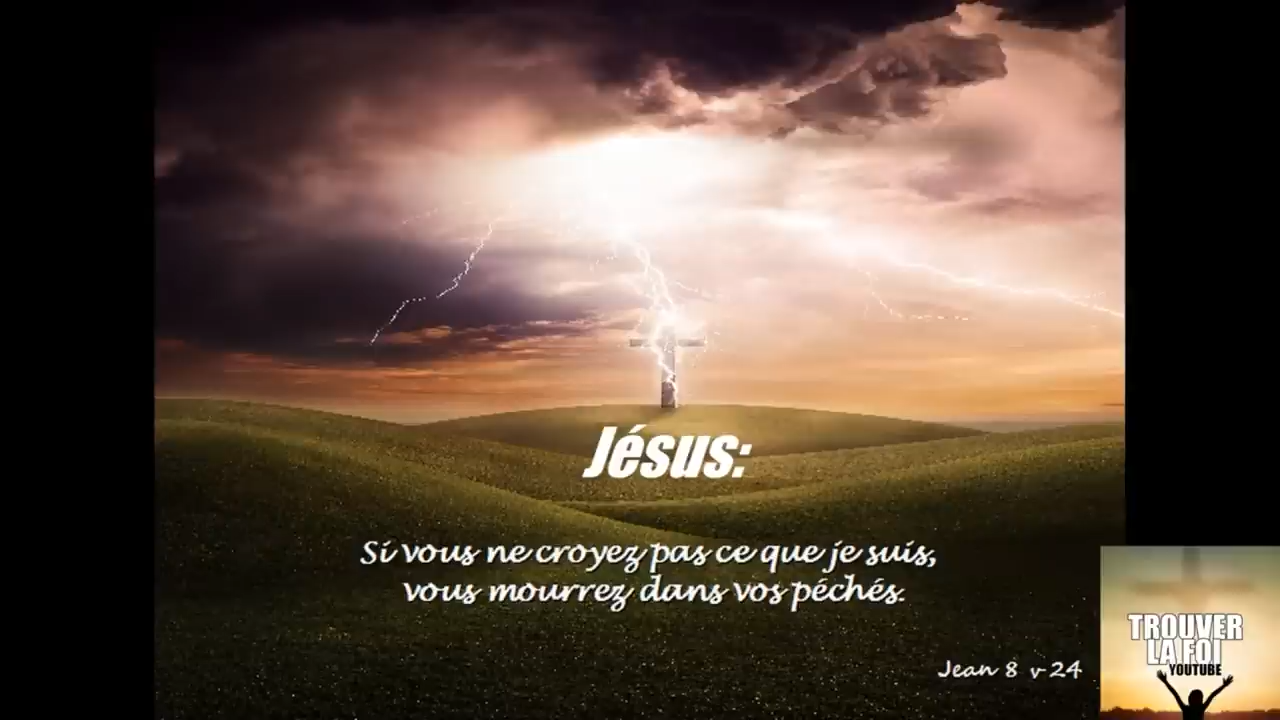 Jésus:
Si vous ne croyez pas ce que je suis,
vous mourrez dans vos péchés.
Jean 8 v 24
TROUVER
LA FOI
YOUTUBE